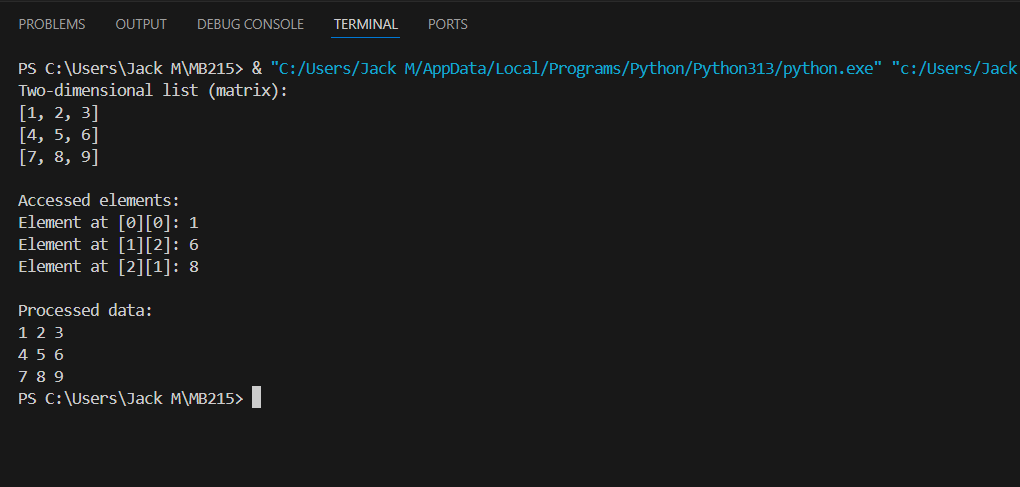 PROBLEMS OUTPUT DEBUG CONSOLE TERMINAL PORTS
PS C:\Users\Jack M\MB215> & "C:/Users/Jack M/AppData/Local/Programs/Python/Python313/python.exe" "c:/Users/Jack
Two-dimensional list (matrix):
[1, 2, 3]
[4, 5, 6]
[7, 8, 9]
Accessed elements:
Element at [0][0]: 1
Element at [1][2]: 6
Element at [2][1]: 8
Processed data:
1 2 3
4 5 6
7 8 9
PS C:\Users\Jack M\MB215>